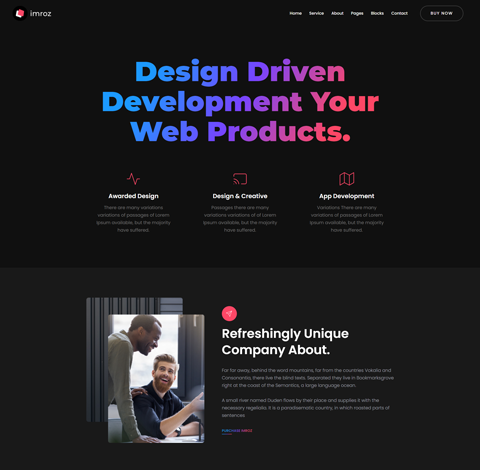 imroz
Home Service About Pages Blocks Contact BUY NOW
Design Driven
Development Your
Web Products.
Awarded Design
There are many variations
variations of passages of Lorem
Ipsum available, but the majority
have suffered.
Design & Creative
Passages there are many
variations variations of of Lorem
Ipsum available, but the majority
have suffered.
App Development
Variations There are many
variations of passages of Lorem
Ipsum available, but the majority
have suffered.
Refreshingly Unique
Company About.
Far far away, behind the word mountains, far from the countries Vokalia and
Consonantia, there live the blind texts. Separated they live in Bookmarksgrove
right at the coast of the Semantics, a large language ocean.
A small river named Duden flows by their place and supplies it with the
necessary regelialia. It is a paradisematic country, in which roasted parts of
sentences
PURCHASE IMROZ